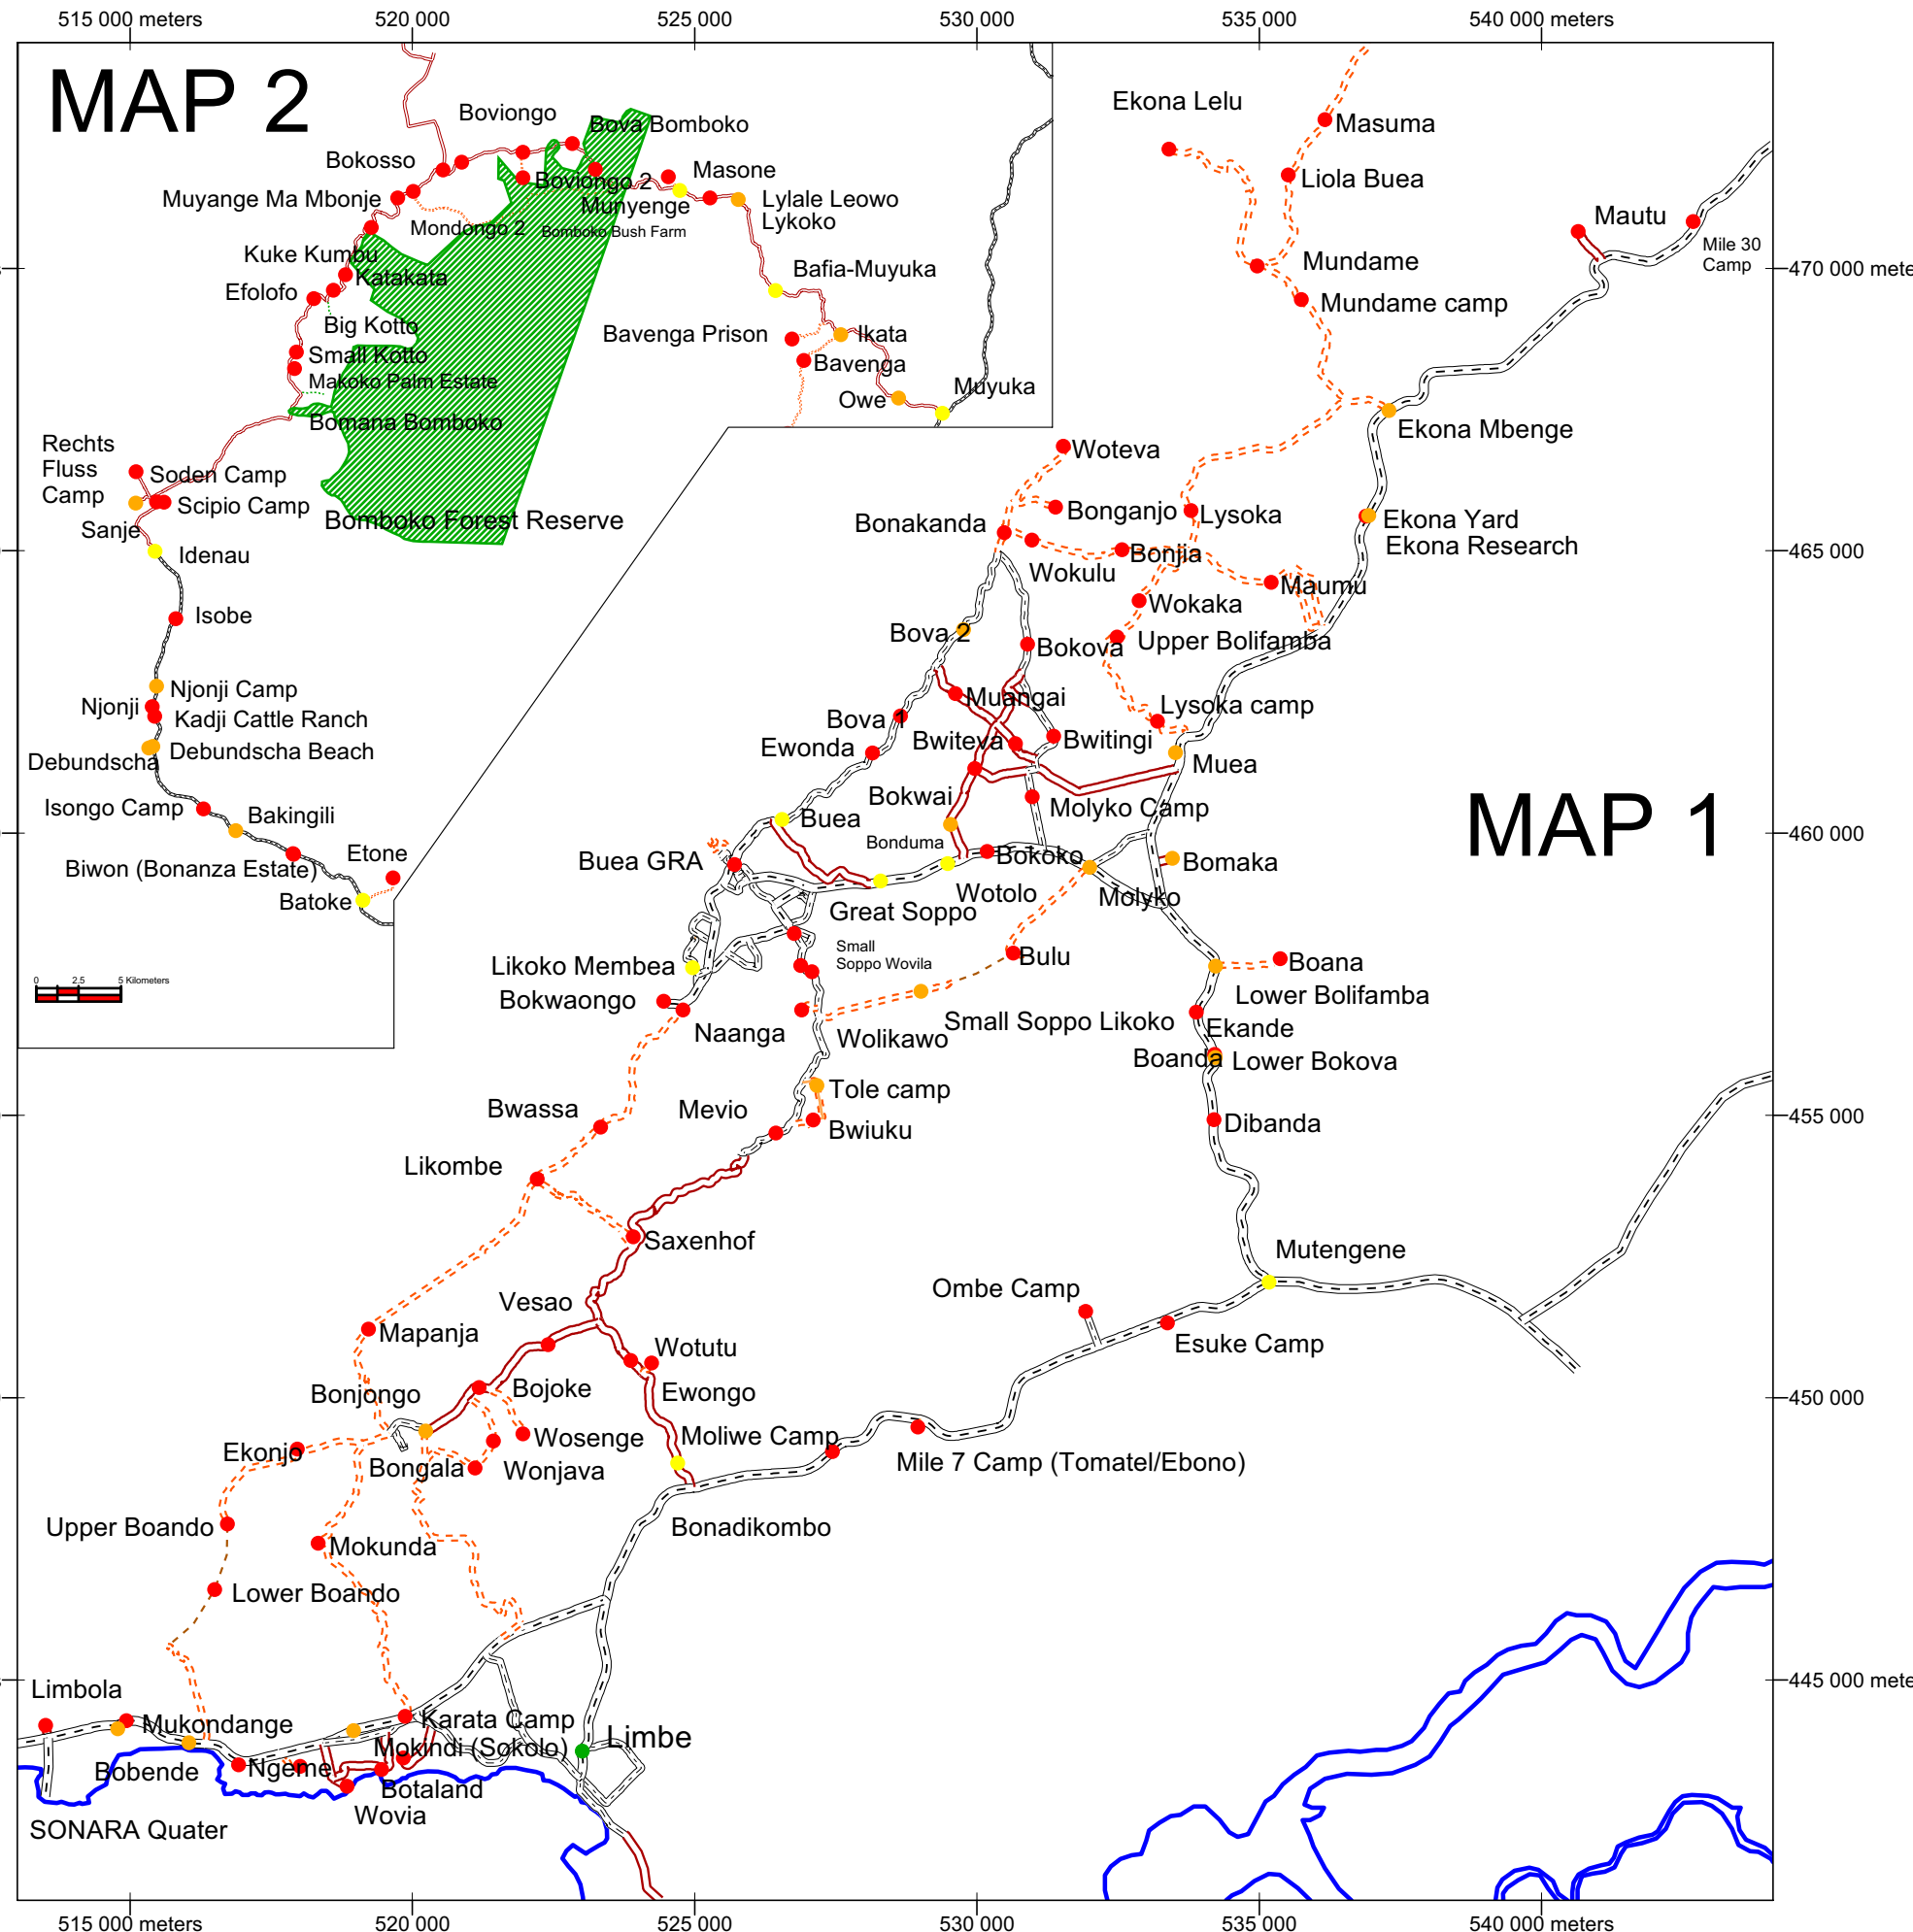 515 000 meters
520 000
525 000
530 000
535 000
540 000 meters
MAP 2
Boviongo
Bova Bomboko
Bokosso
Masone
Boviongo 2
Muyange Ma Mbonje
Munyenge
Lylale Leowo
Lykoko
Mondongo 2
Bomboko Bush Farm
Kuke Kumbu
Katakata
Bafia-Muyuka
Efolofo
Big Kotto
Bavenga Prison
Ikata
Small Kotto
Bavenga
Makoko Palm Estate
Muyuka
Owe
Bomana Bomboko
Rechts
Fluss
Camp
Soden Camp
Scipio Camp
Bomboko Forest Reserve
Sanje
Idenau
Isobe
Njonji Camp
Njonji
Kadji Cattle Ranch
Debundscha Beach
Debundscha
Isongo Camp
Bakingili
Etone
Biwon (Bonanza Estate)
Batoke
0
2.5
5 Kilometers
Ekona Lelu
Masuma
Liola Buea
Mautu
Mile 30
Camp
Mundame
470 000 mete
Mundame camp
Ekona Mbenge
Woteva
Bonganjo
Lysoka
Bonakanda
Ekona Yard
Ekona Research
465 000
Bonjia
Wokulu
Maumu
Wokaka
Bova 2
Upper Bolifamba
Bokova
Muangai
Lysoka camp
Bova 1
Ewonda
Bwiteva
Bwitingi
Muea
Bokwai
Molyko Camp
MAP 1
Buea
460 000
Bonduma
Buea GRA
Bokoko
Bomaka
Wotolo
Molyko
Great Soppo
Small
Soppo Wovila
Likoko Membea
Bulu
Boana
Bokwaongo
Lower Bolifamba
Naanga
Small Soppo Likoko
Ekande
Wolikawo
Boanda
Lower Bokova
Tole camp
Bwassa
Mevio
455 000
Bwiuku
Dibanda
Likombe
Saxenhof
Mutengene
Ombe Camp
Vesao
Mapanja
Wotutu
Esuke Camp
Bonjongo
Bojoke
Ewongo
450 000
Ekonjo
Wosenge
Moliwe Camp
Bongala
Wonjava
Mile 7 Camp (Tomatel/Ebono)
Upper Boando
Bonadikombo
Mokunda
Lower Boando
445 000 mete
Limbola
Mukondange
Karata Camp
Limbe
Mokindi (Sokolo)
Bobende
Ngeme
Botaland
Wovia
SONARA Quater
515 000 meters
520 000
525 000
530 000
535 000
540 000 meters